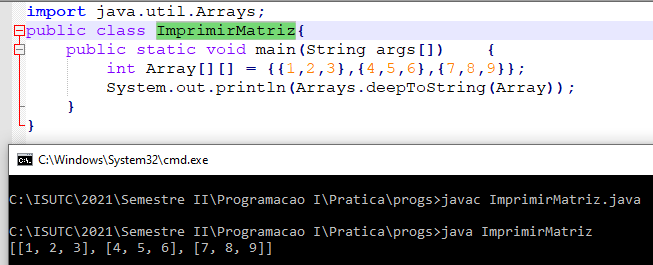 import java.util.Arrays;
public class ImprimirMatriz{
public static void main(String args[]) {
int Array[][] = {{1,2,3},{4,5,6},{7,8,9}};
System.out.println(Arrays.deepToString(Array));
}
}
C:\Windows\System32\cmd.exe
C:\ISUTC\2021\Semestre II\Programacao I\Pratica\progs>javac ImprimirMatriz.java
C:\ISUTC\2021\Semestre II\Programacao I\Pratica\progs>java ImprimirMatriz
[[1, 2, 3], [4, 5, 6], [7, 8, 9]]